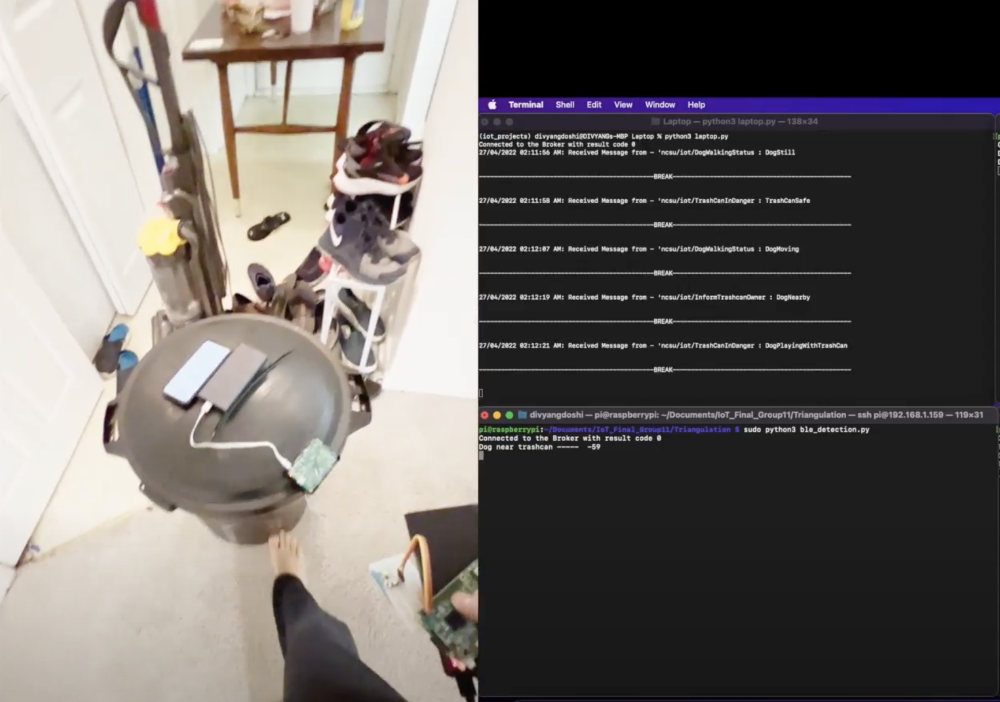 Terminal Shell Edit View Window Help
Laptop — python3 laptop.py — 138×34
(iot_projects) divyangdoshi@DIVYANGs-MBP Laptop % python3 laptop.py
Connected to the Broker with result code 0
27/04/2022 02:11:56 AM: Received Message from - 'ncsu/iot/DogWalkingStatus : DogStill
BREAK
27/04/2022 02:11:58 AM: Received Message from - 'ncsu/iot/TrashCanInDanger : TrashCanSafe
BREAK
27/04/2022 02:12:07 AM: Received Message from - 'ncsu/iot/DogWalkingStatus : DogMoving
BREAK
27/04/2022 02:12:19 AM: Received Message from - 'ncsu/iot/InformTrashcanOwner : DogNearby
BREAK
27/04/2022 02:12:21 AM: Received Message from - 'ncsu/iot/TrashCanInDanger : DogPlayingWithTrashCan
BREAK
divyangdoshi — pi@raspberrypi: ~/Documents/IoT_Final_Group11/Triangulation — ssh pi@192.168.1.159 — 119×31
pi@raspberrypi:~/Documents/IoT_Final_Group11/Triangulation $ sudo python3 ble_detection.py
Connected to the Broker with result code 0
Dog near trashcan -----  -59